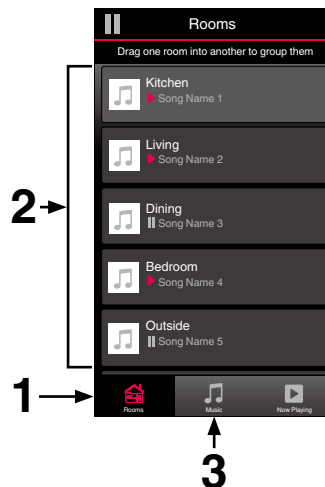 Rooms
Drag one room into another to group them
Kitchen
Song Name 1
Living
Song Name 2
2
Dining
Song Name 3
Bedroom
Song Name 4
Outside
Song Name 5
1
Rooms
Music
Now Playing
3